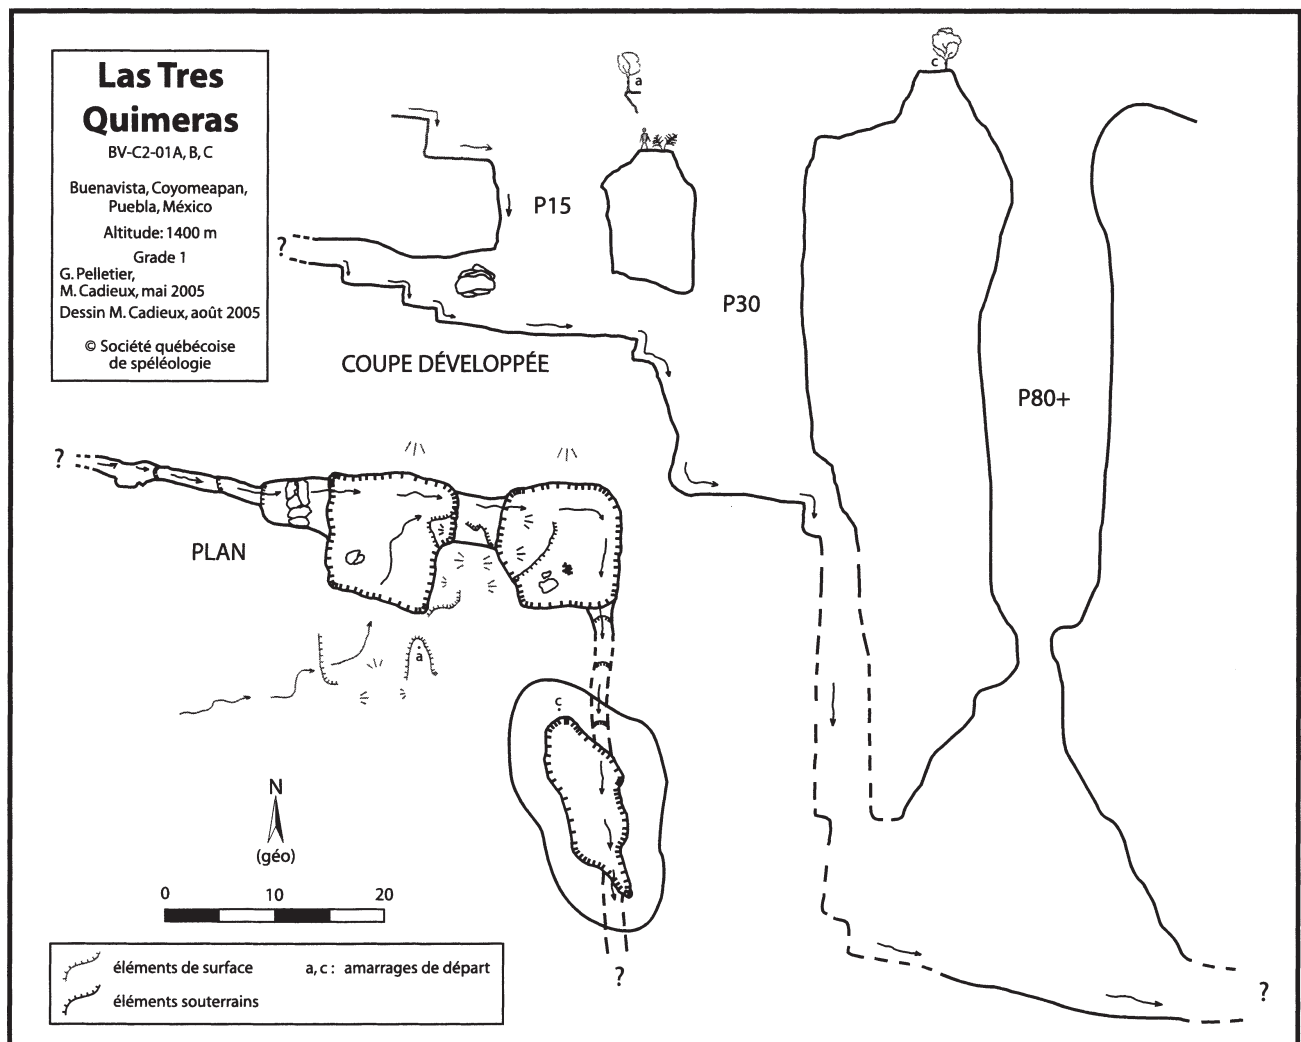 Las Tres
Quimeras
BV-C2-01A, B, C
Buenavista, Coyomeapan,
Puebla, México
Altitude: 1400 m
Grade 1
G. Pelletier,
M. Cadieux, mai 2005
Dessin M. Cadieux, août 2005
© Société québécoise
de spéléologie
a
c
P15
?
P30
COUPE DÉVELOPPÉE
P80+
?
PLAN
a
c
N
(géo)
0 10 20
éléments de surface
a, c : amarrages de départ
éléments souterrains
?
?